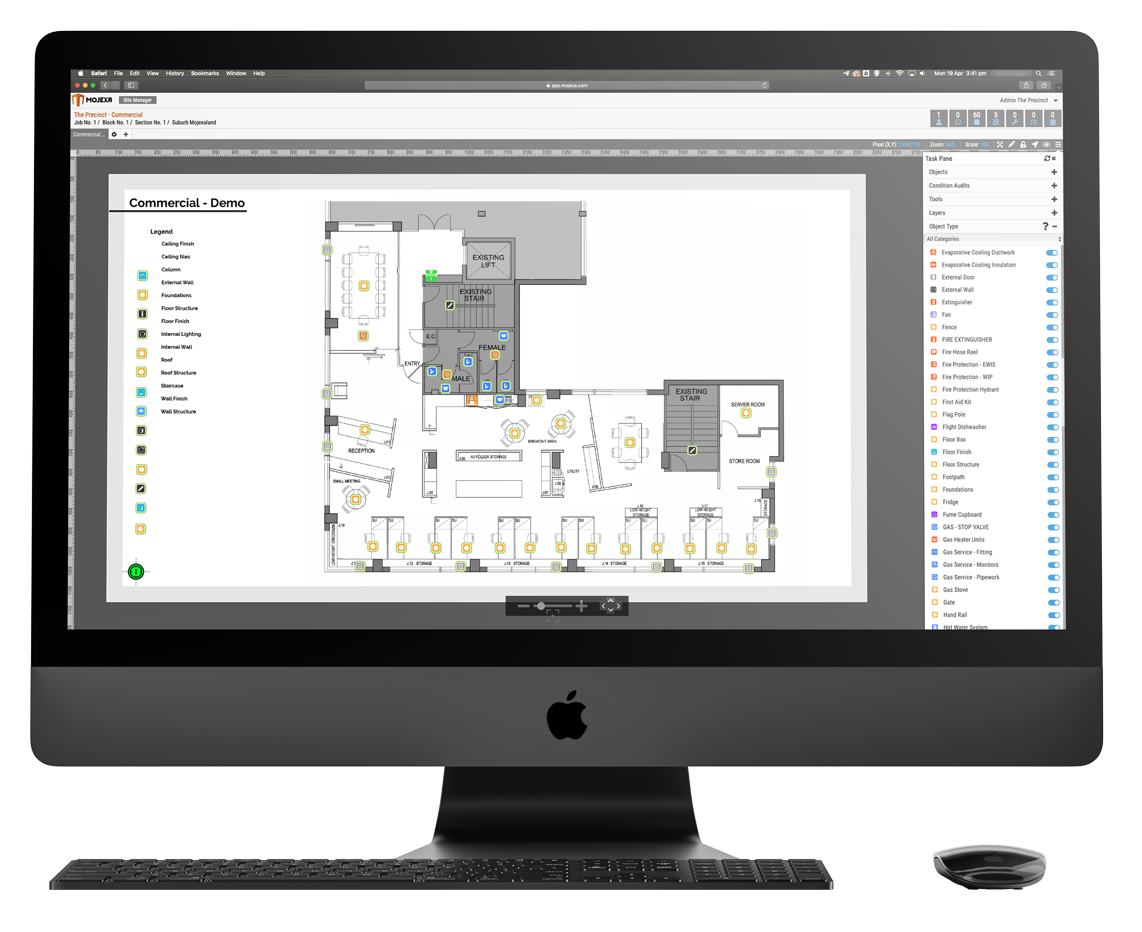 Safari File Edit View History Bookmarks Window Help
Mon 19 Apr 3:41 pm
app.mojexa.com
MOJEXA Site Manager
Admin The Precinct
The Precinct - Commercial
Job No. 1 / Block No. 1 / Section No. 1 / Suburb Mojexaland
1 0 60 5 0 0 0
Commercial ...
Pixel (X,Y):
Zoom:
Scale:
Task Pane
Objects
Condition Audits
Tools
Layers
Object Type
All Categories
Evaporative Cooling Ductwork
Evaporative Cooling Insulation
External Door
External Wall
Extinguisher
Fan
Fence
FIRE EXTINGUISHER
Fire Hose Reel
Fire Protection - EWIS
Fire Protection - WIP
Fire Protection Hydrant
First Aid Kit
Flag Pole
Flight Dishwasher
Floor Box
Floor Finish
Floor Structure
Footpath
Foundations
Fridge
Fume Cupboard
GAS - STOP VALVE
Gas Heater Units
Gas Service - Fitting
Gas Service - Monitors
Gas Service - Pipework
Gas Stove
Gate
Hand Rail
Hot Water System
Commercial - Demo
Legend
Ceiling Finish
Ceiling tiles
Column
External Wall
Foundations
Floor Structure
Floor Finish
Internal Lighting
Internal Wall
Roof
Roof Structure
Staircase
Wall Finish
Wall Structure
EXISTING
LIFT
EXISTING
STAIR
E.C.
FEMALE
ENTRY
MALE
EXISTING
STAIR
SERVER ROOM
BREAKOUT AREA
RECEPTION
A3 FOLDER STORAGE
STORE ROOM
UTILITY
SMALL MEETING
LOW HEIGHT
STORAGE
LOW HEIGHT
STORAGE
STORAGE
LOW HEIGHT CREDENZA
J.12 STORAGE
J.13 STORAGE
J.14 STORAGE
J.15 STORAGE